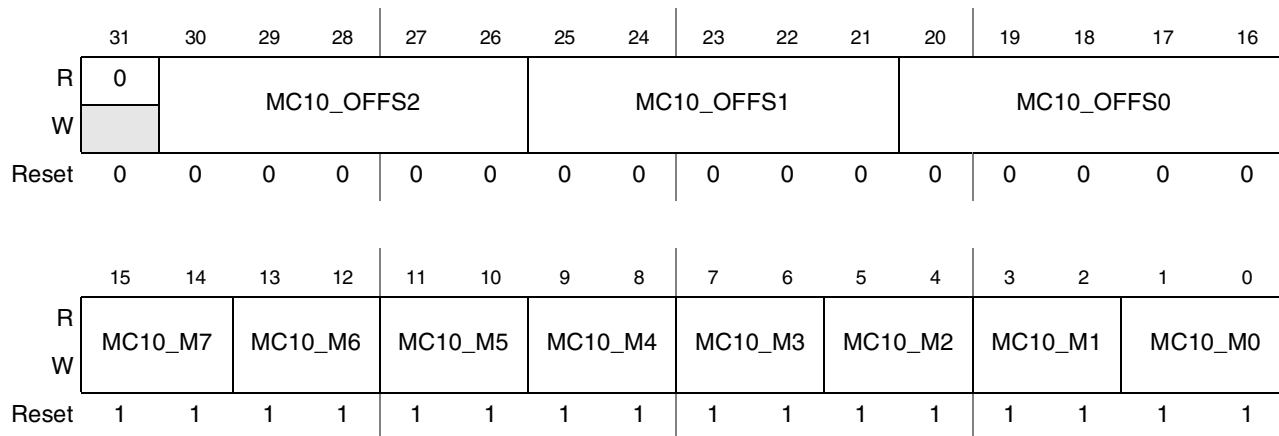 31 30 29 28 27 26 25 24 23 22 21 20 19 18 17 16
R 0 MC10_OFFS2 MC10_OFFS1 MC10_OFFS0
W
Reset 0 0 0 0 0 0 0 0 0 0 0 0 0 0 0 0
15 14 13 12 11 10 9 8 7 6 5 4 3 2 1 0
R
MC10_M7 MC10_M6 MC10_M5 MC10_M4 MC10_M3 MC10_M2 MC10_M1 MC10_M0
W
Reset 1 1 1 1 1 1 1 1 1 1 1 1 1 1 1 1